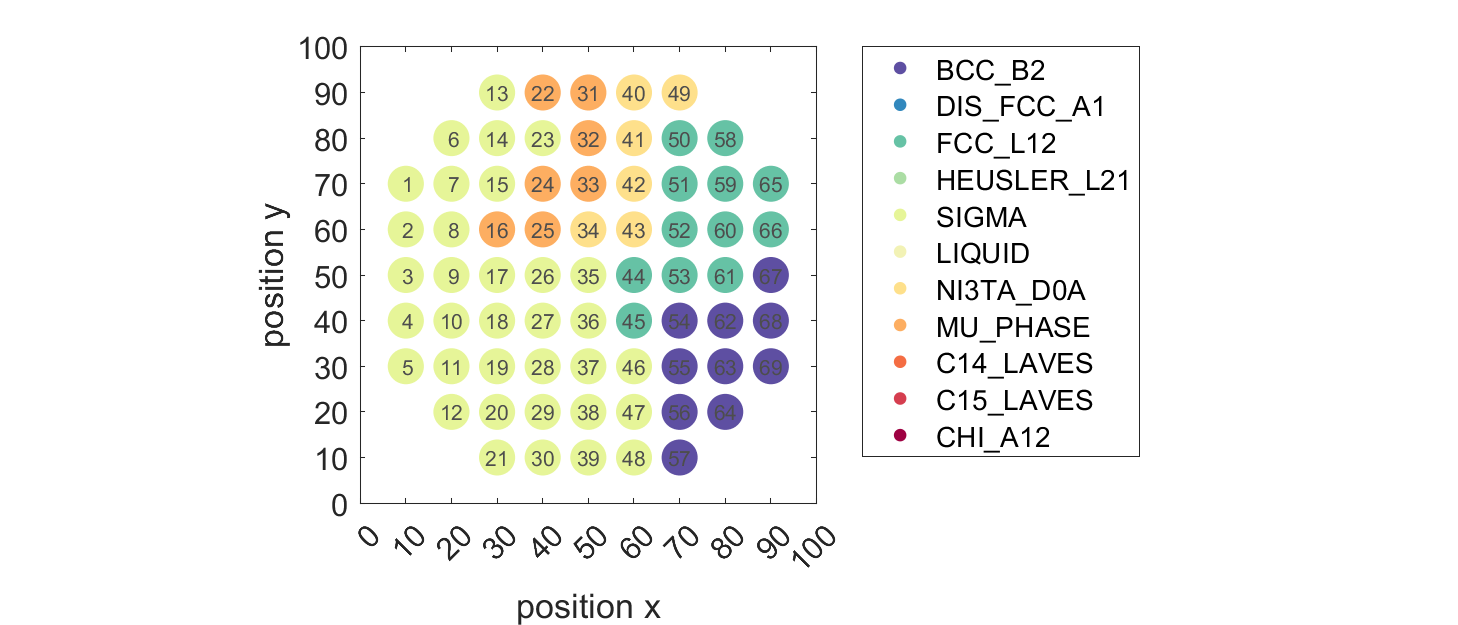 100
90 13 22 31 40 49
80 6 14 23 32 41 50 58
70 1 7 15 24 33 42 51 59 65
60 2 8 16 25 34 43 52 60 66
50 3 9 17 26 35 44 53 61 67
40 4 10 18 27 36 45 54 62 68
30 5 11 19 28 37 46 55 63 69
20 12 20 29 38 47 56 64
10 21 30 39 48 57
0
position y
0 10 20 30 40 50 60 70 80 90 100
position x
BCC_B2
DIS_FCC_A1
FCC_L12
HEUSLER_L21
SIGMA
LIQUID
NI3TA_D0A
MU_PHASE
C14_LAVES
C15_LAVES
CHI_A12